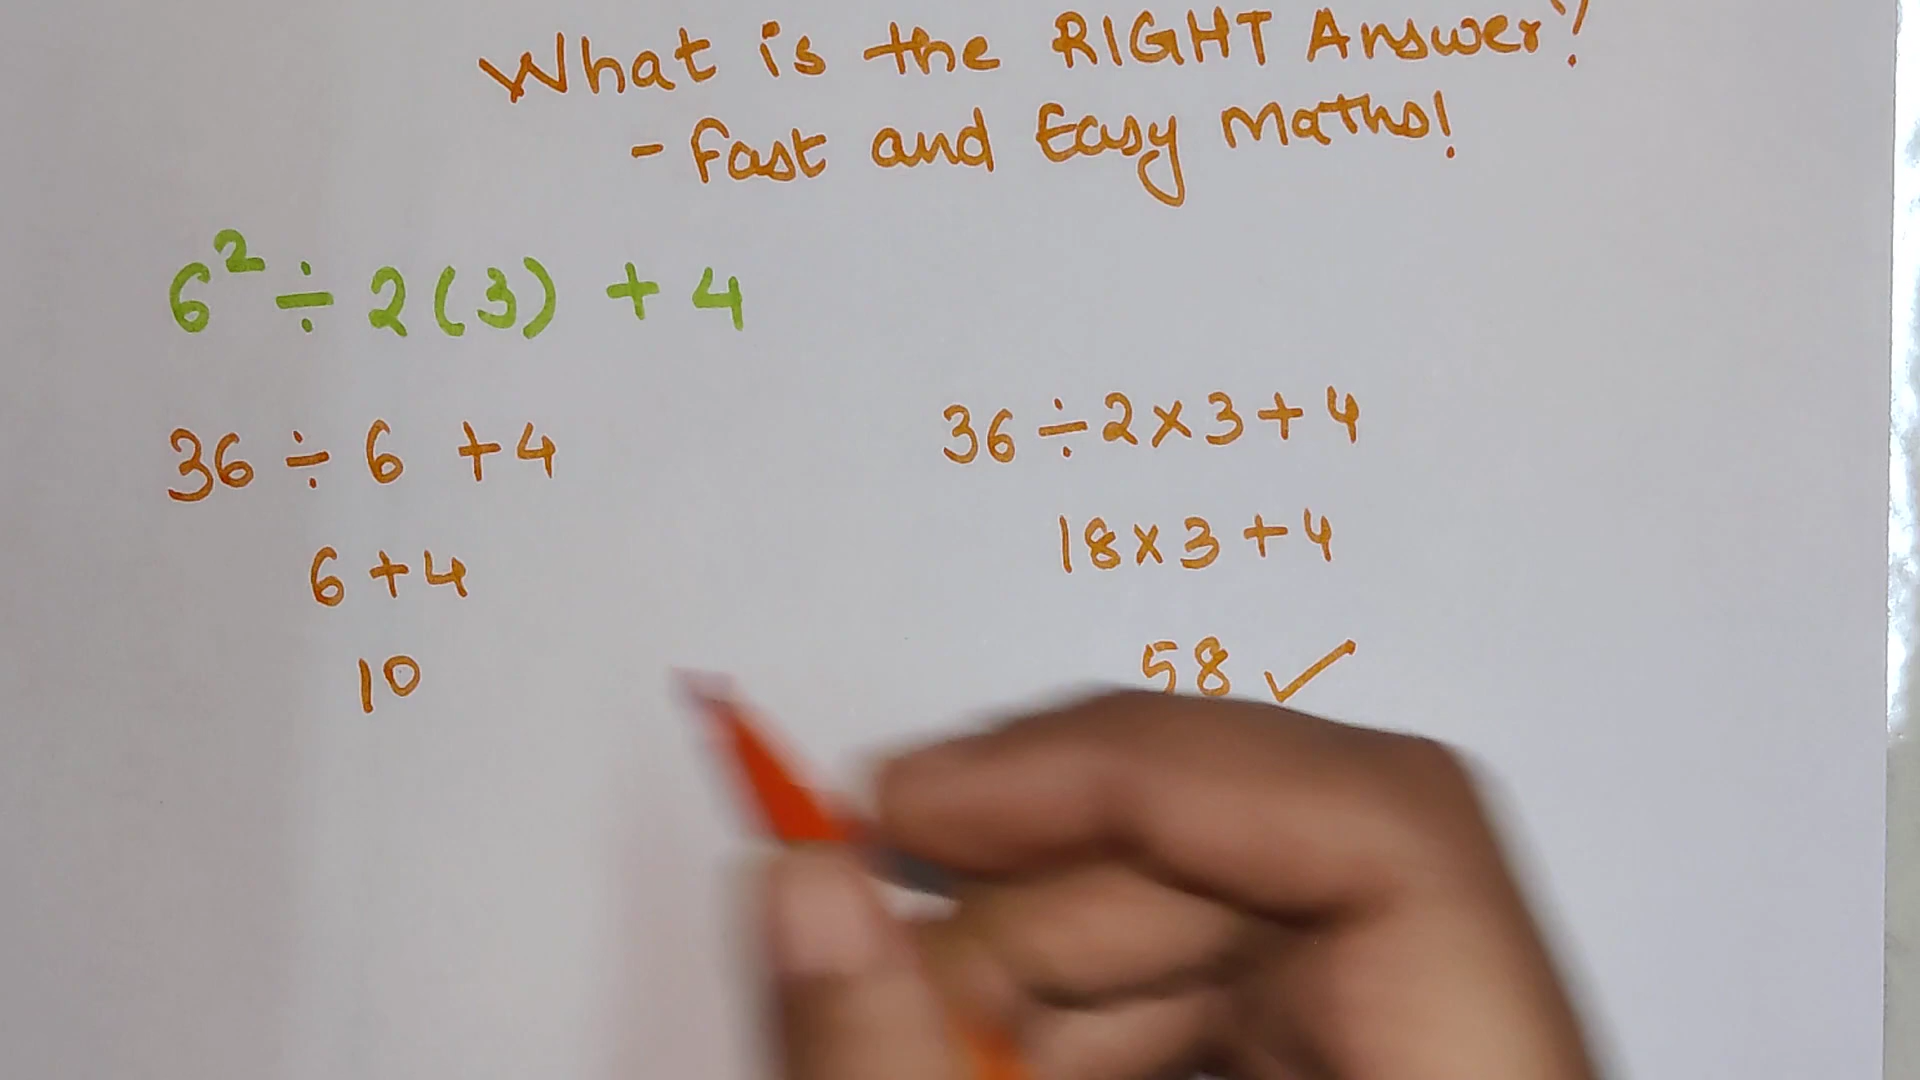 What is the RIGHT Answer?
- Fast and Easy Maths!
6² ÷ 2(3) + 4
36 ÷ 6 + 4
6 + 4
10
36 ÷ 2 × 3 + 4
18 × 3 + 4
58 ✓